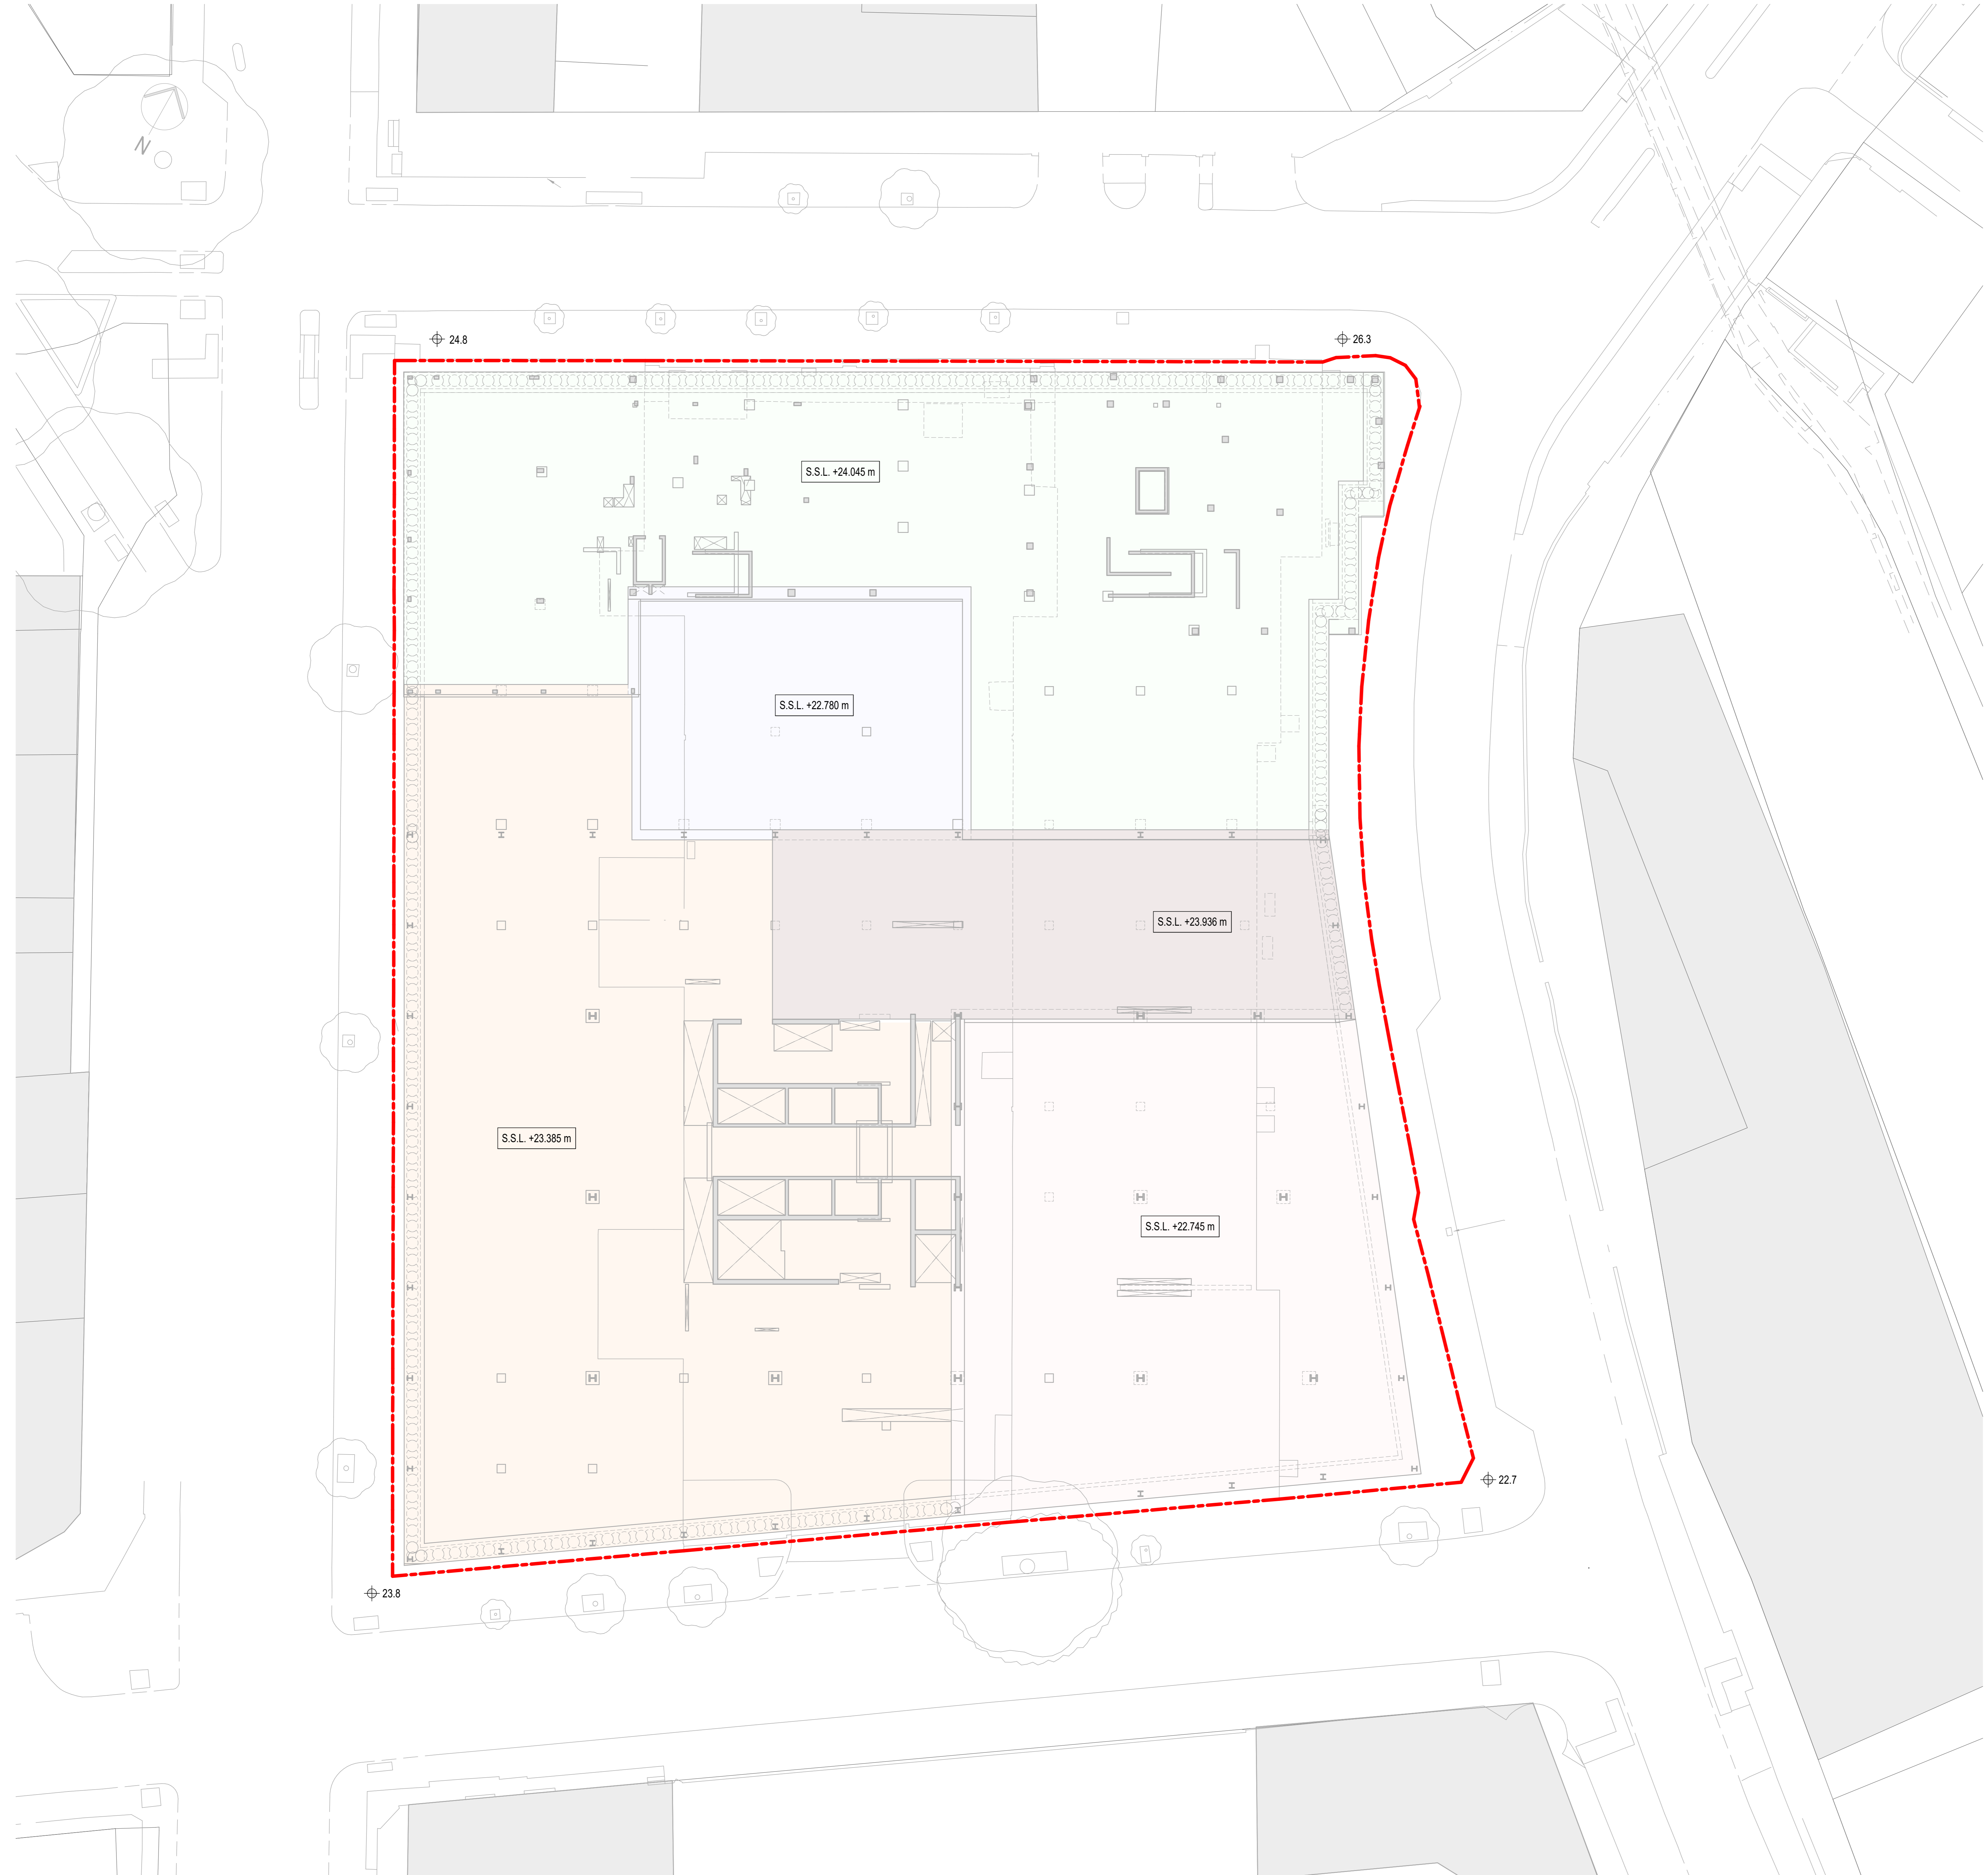 N
24.8
26.3
S.S.L. +24.045 m
S.S.L. +22.780 m
S.S.L. +23.936 m
S.S.L. +23.385 m
S.S.L. +22.745 m
22.7
23.8